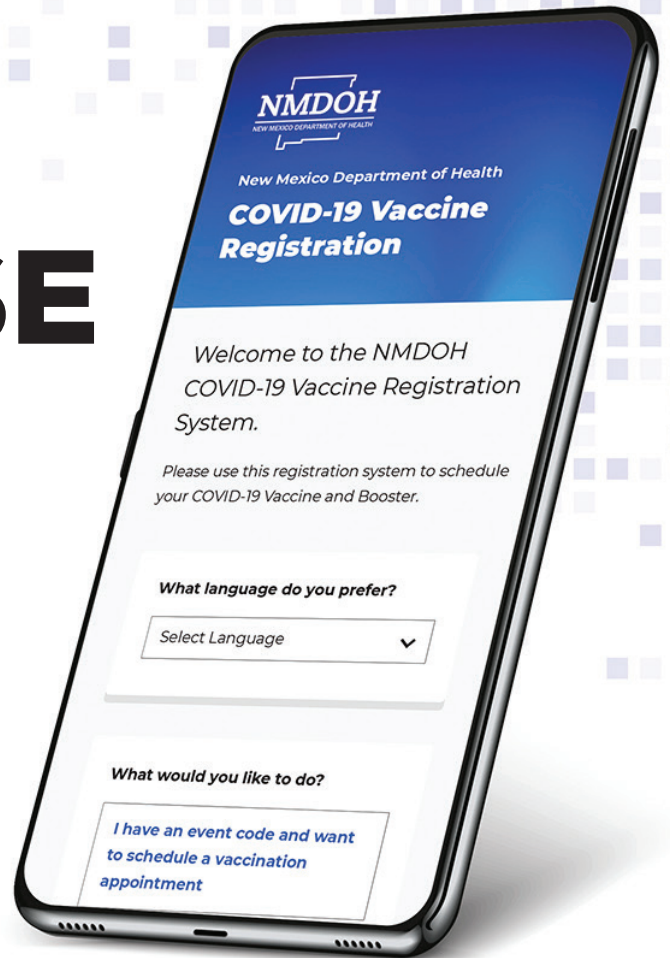 SE
NMDOH
NEW MEXICO DEPARTMENT OF HEALTH
New Mexico Department of Health
COVID-19 Vaccine
Registration
Welcome to the NMDOH
COVID-19 Vaccine Registration
System.
Please use this registration system to schedule
your COVID-19 Vaccine and Booster.
What language do you prefer?
Select Language
What would you like to do?
I have an event code and want
to schedule a vaccination
appointment